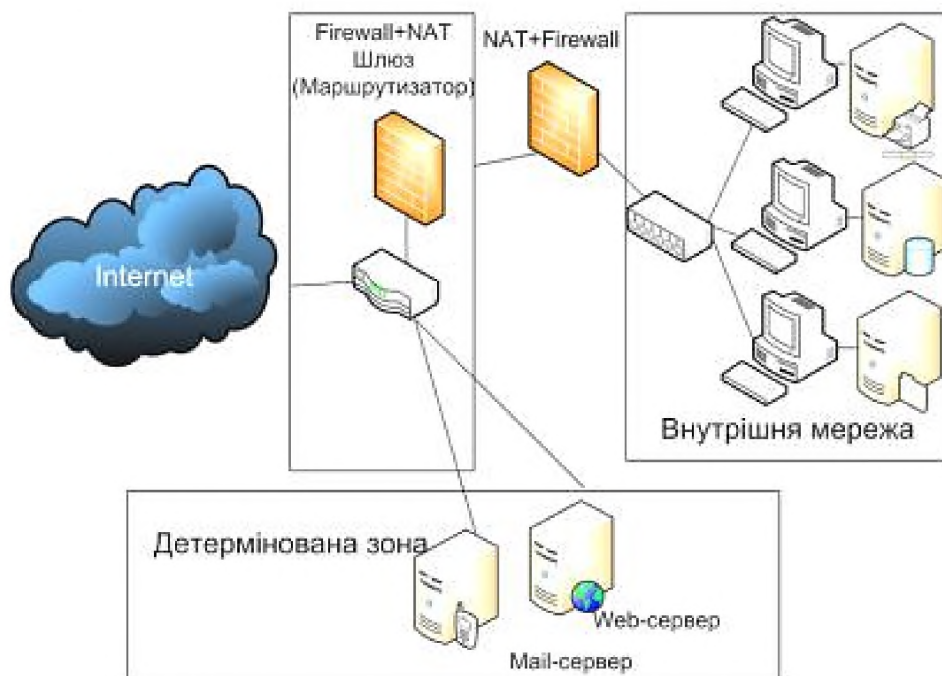 Firewall+NAT
Шлюз
(Маршрутизатор)
NAT+Firewall
Internet
Внутрішня мережа
Детермінована зона
Web-сервер
Mail-сервер